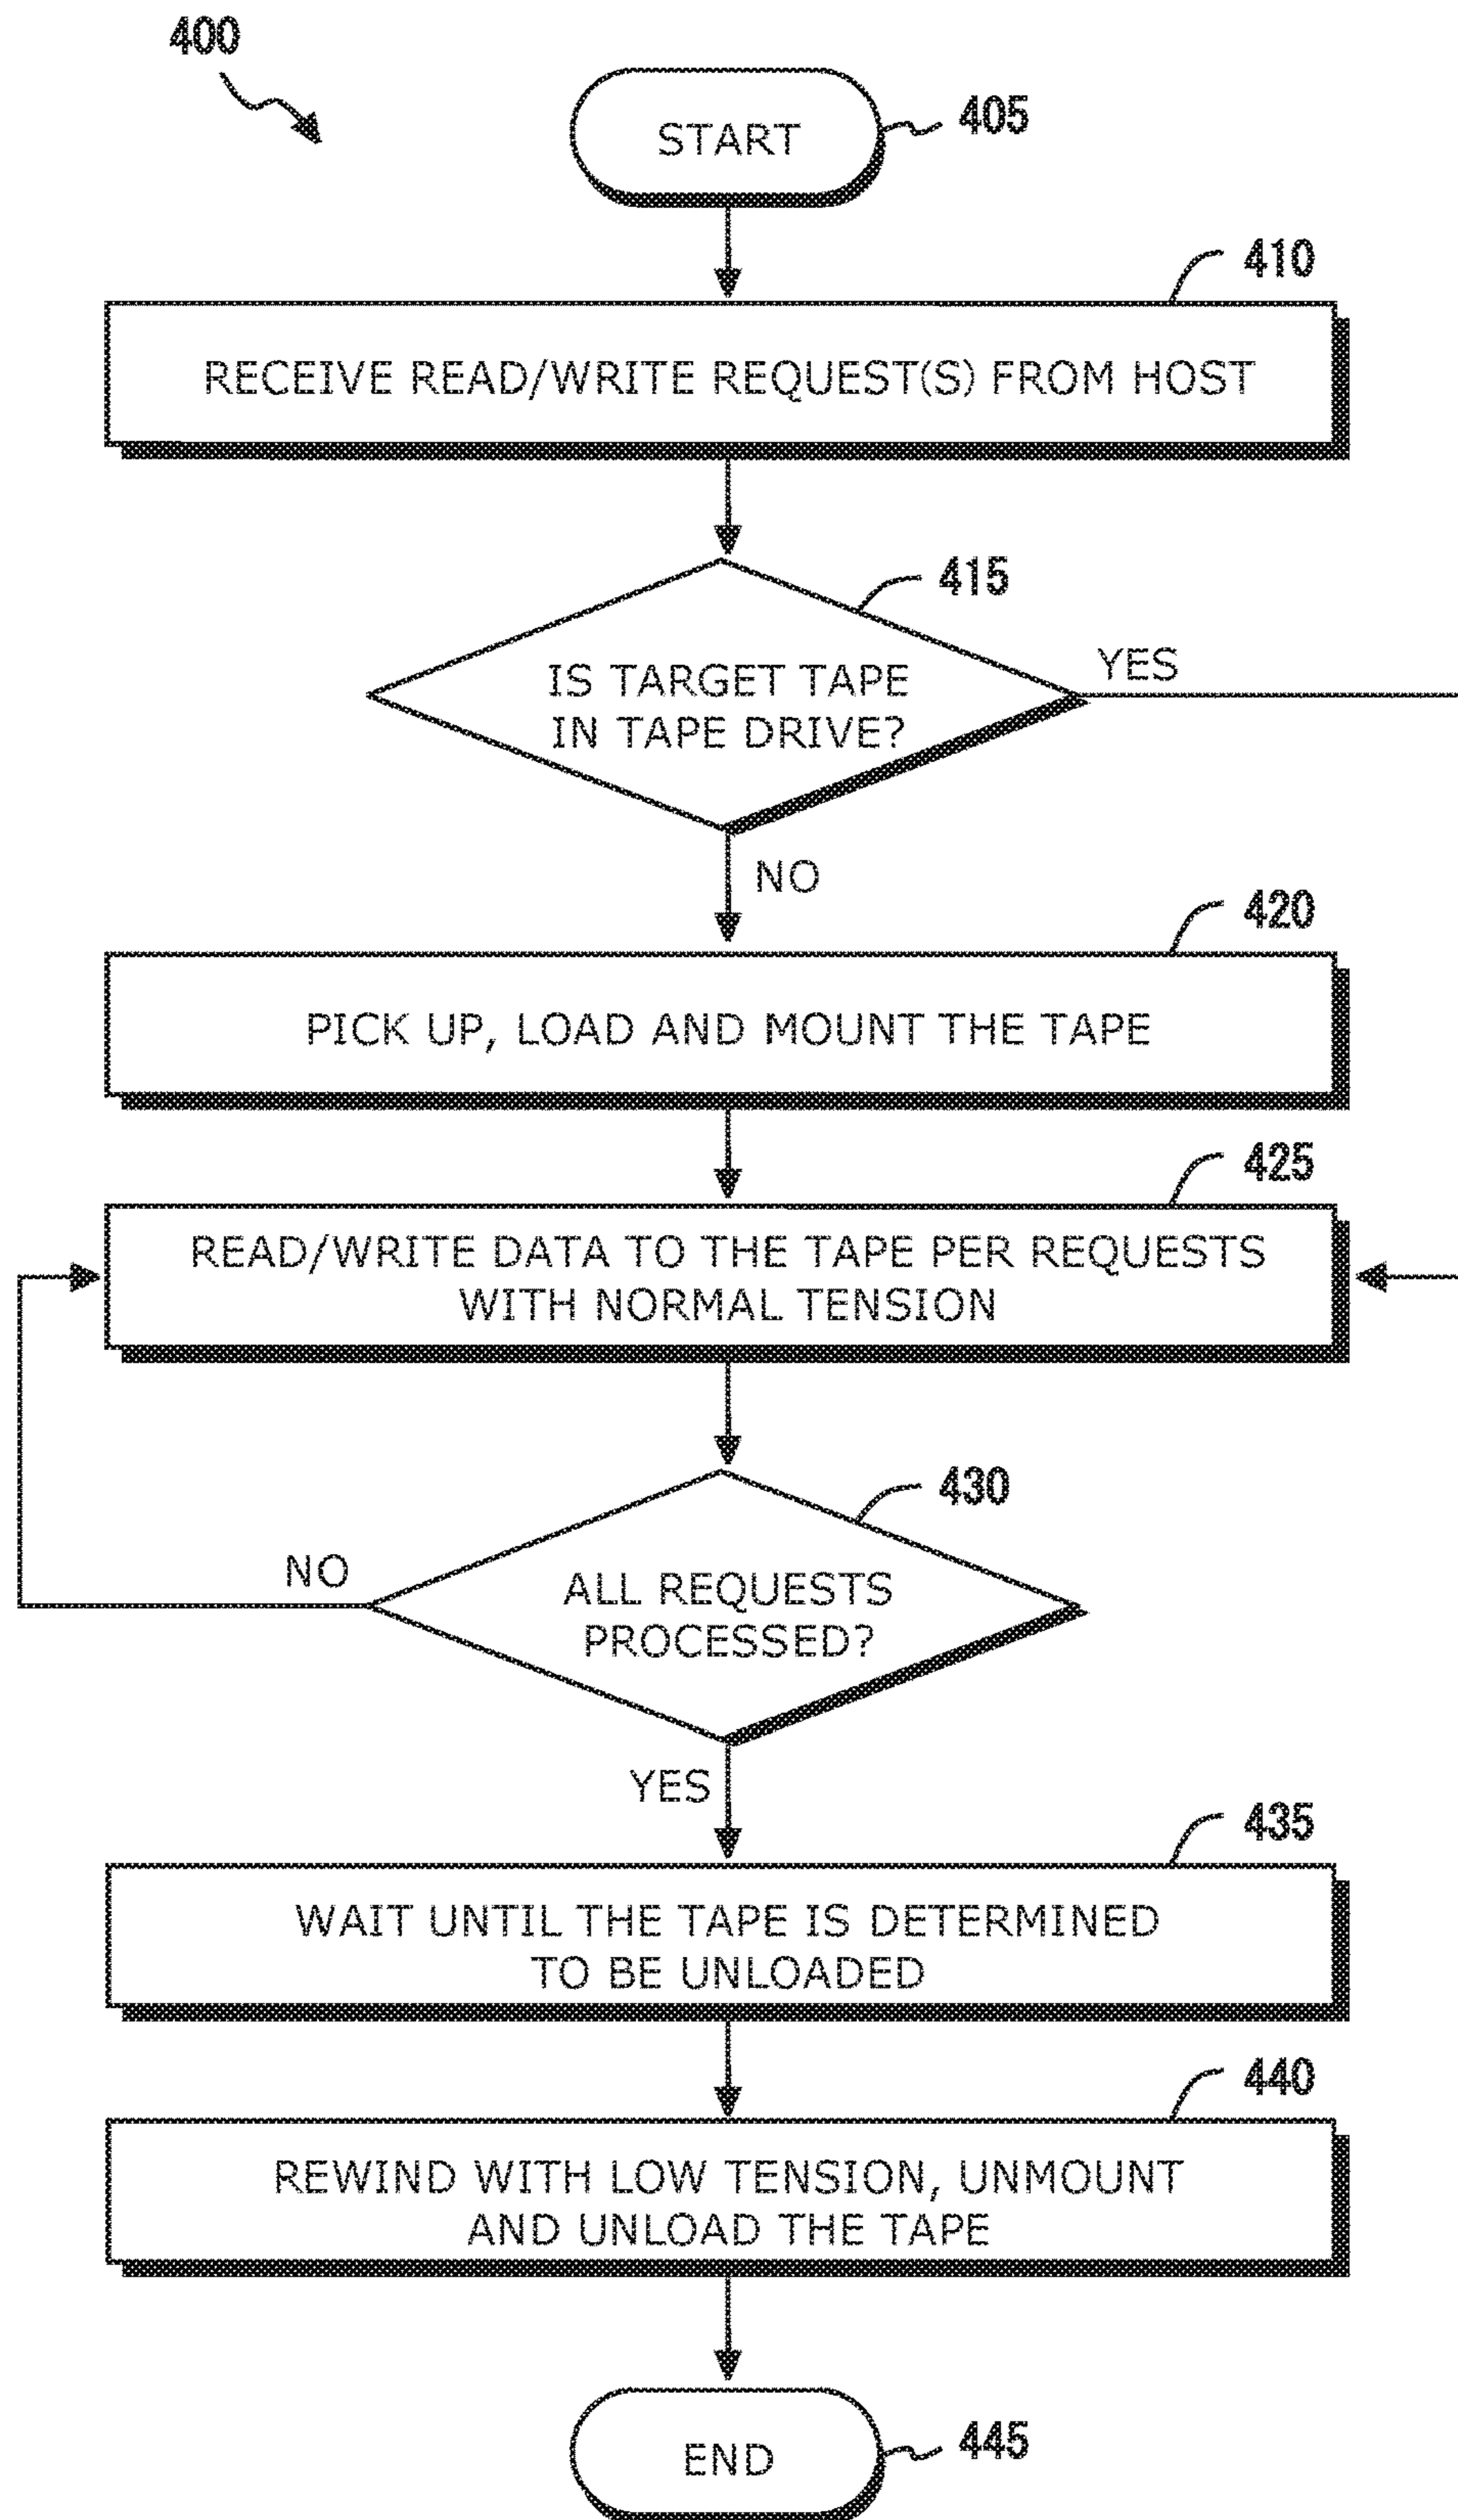 400
START
405
410
RECEIVE READ/WRITE REQUEST(S) FROM HOST
415
IS TARGET TAPE
IN TAPE DRIVE?
YES
NO
420
PICK UP, LOAD AND MOUNT THE TAPE
425
READ/WRITE DATA TO THE TAPE PER REQUESTS
WITH NORMAL TENSION
430
ALL REQUESTS
PROCESSED?
NO
YES
435
WAIT UNTIL THE TAPE IS DETERMINED
TO BE UNLOADED
440
REWIND WITH LOW TENSION, UNMOUNT
AND UNLOAD THE TAPE
END
445